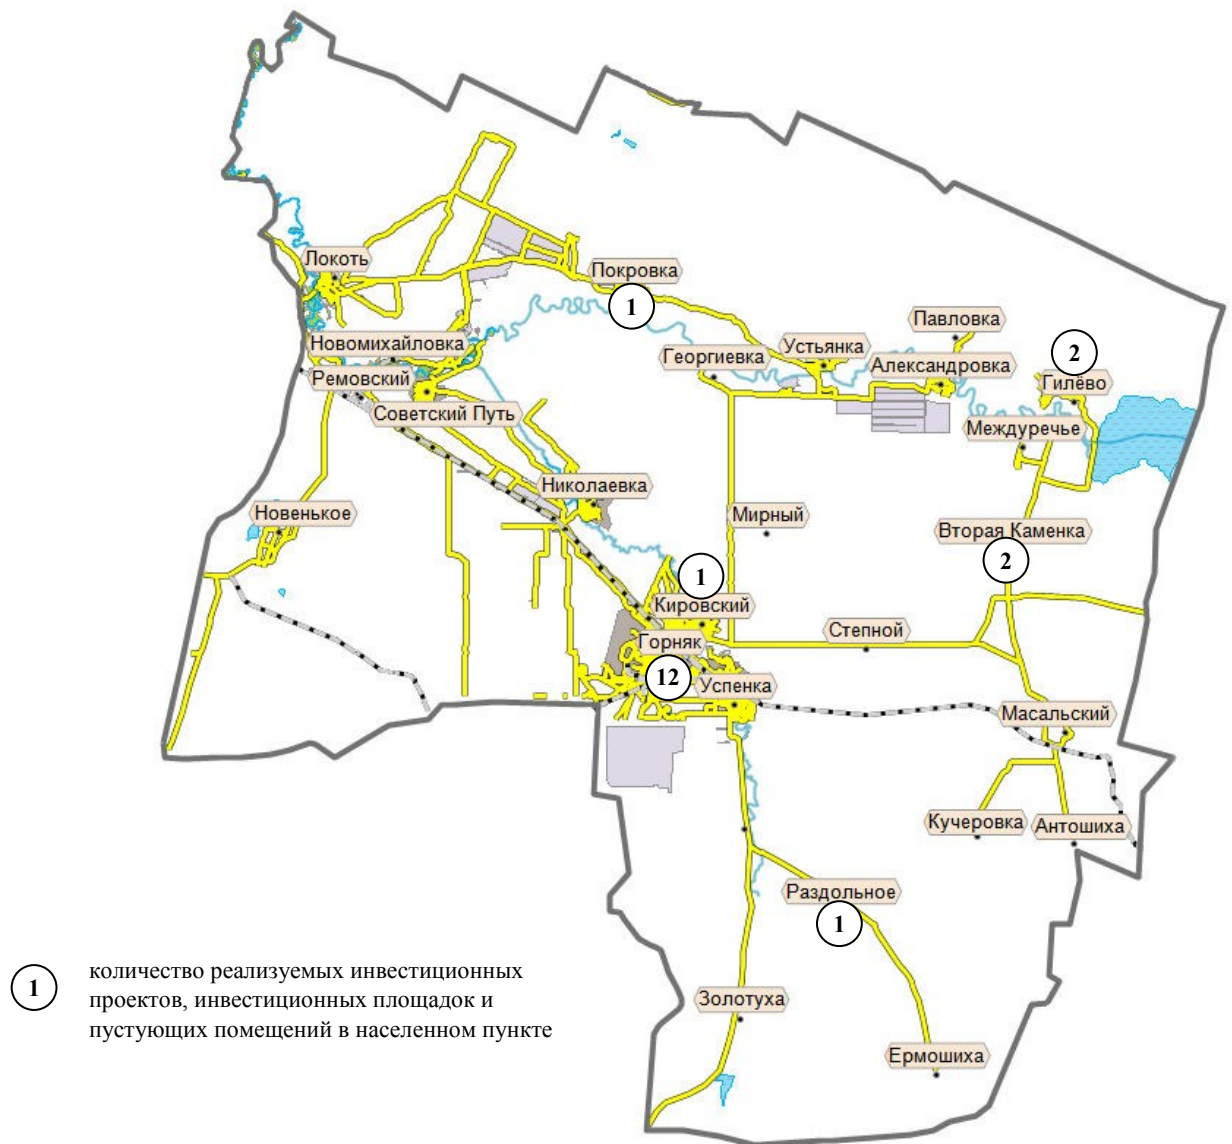 Локоть
Покровка
1
Павловка
Новомихайловка
Георгиевка
Устьянка
2
Александровка
Гилёво
Ремовский
Советский Путь
Междуречье
Николаевка
Новенькое
Мирный
Вторая Каменка
2
1
Кировский
Степной
Горняк
12
Успенка
Масальский
Кучеровка
Антошиха
Раздольное
1
Золотуха
Ермошиха
1
количество реализуемых инвестиционных
проектов, инвестиционных площадок и
пустующих помещений в населенном пункте